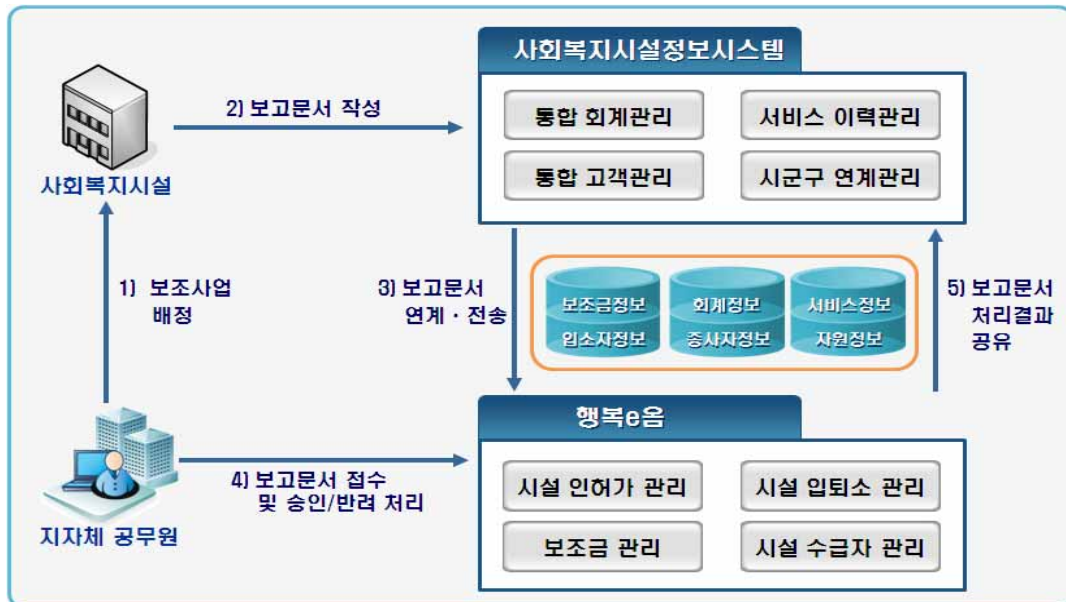 사회복지시설정보시스템
통합 회계관리
서비스 이력관리
통합 고객관리
시군구 연계관리
사회복지시설
2) 보고문서 작성
1) 보조사업
배정
3) 보고문서
연계·전송
보조금정보
입소자정보
회계정보
종사자정보
서비스정보
자원정보
5) 보고문서
처리결과
공유
행복e음
시설 인허가 관리
시설 입퇴소 관리
보조금 관리
시설 수급자 관리
4) 보고문서 접수
및 승인/반려 처리
지자체 공무원